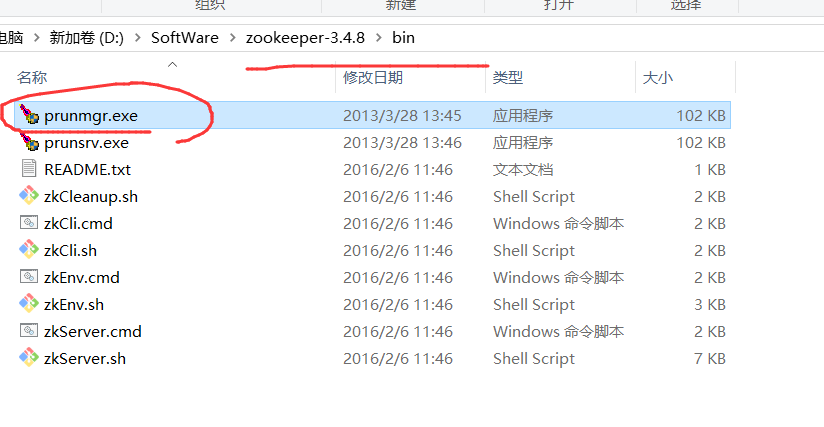 组织 新建 打开 选择
电脑 新加卷 (D:) SoftWare zookeeper-3.4.8 bin
名称 修改日期 类型 大小
prunmgr.exe 2013/3/28 13:45 应用程序 102 KB
prunsrv.exe 2013/3/28 13:46 应用程序 102 KB
README.txt 2016/2/6 11:46 文本文档 1 KB
zkCleanup.sh 2016/2/6 11:46 Shell Script 2 KB
zkCli.cmd 2016/2/6 11:46 Windows 命令脚本 2 KB
zkCli.sh 2016/2/6 11:46 Shell Script 2 KB
zkEnv.cmd 2016/2/6 11:46 Windows 命令脚本 2 KB
zkEnv.sh 2016/2/6 11:46 Shell Script 3 KB
zkServer.cmd 2016/2/6 11:46 Windows 命令脚本 2 KB
zkServer.sh 2016/2/6 11:46 Shell Script 7 KB